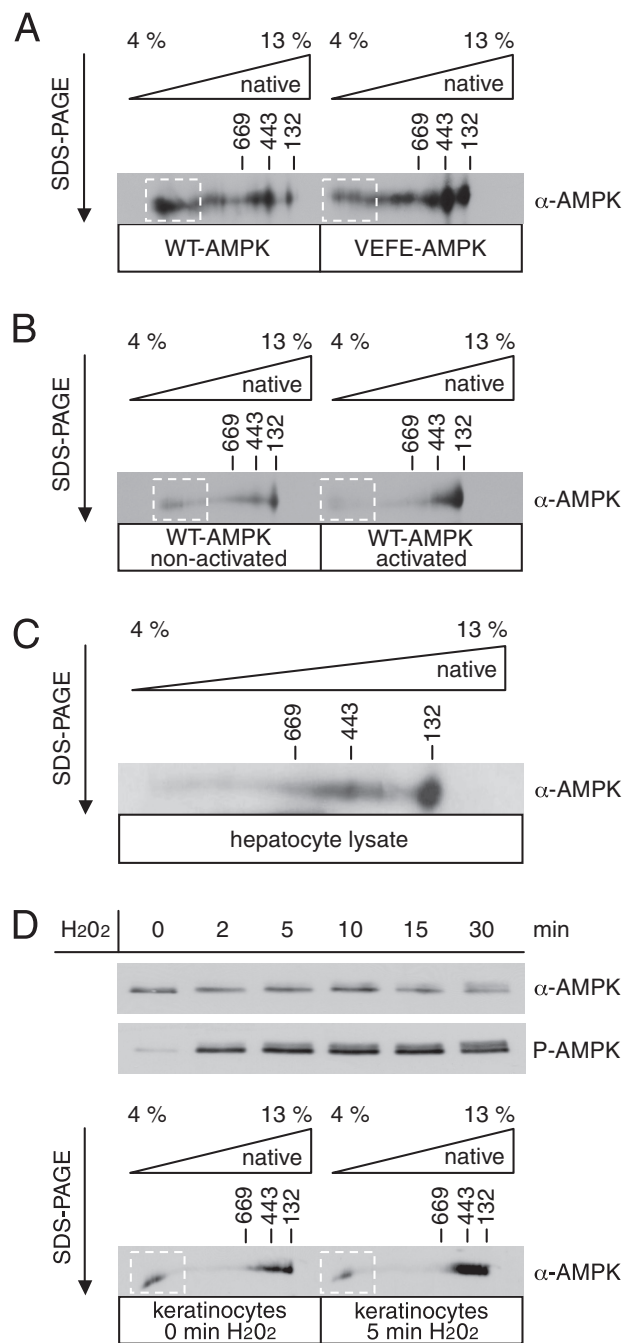 A
4 % 13 % 4 % 13 %
native native
SDS-PAGE
669 443 132 669 443 132
α-AMPK
WT-AMPK VEFE-AMPK
B
4 % 13 % 4 % 13 %
native native
SDS-PAGE
669 443 132 669 443 132
α-AMPK
WT-AMPK WT-AMPK
non-activated activated
C
4 % 13 %
native
SDS-PAGE
669 443 132
α-AMPK
hepatocyte lysate
D
H2O2 0 2 5 10 15 30 min
α-AMPK
P-AMPK
4 % 13 % 4 % 13 %
native native
SDS-PAGE
669 443 132 669 443 132
α-AMPK
keratinocytes keratinocytes
0 min H2O2 5 min H2O2